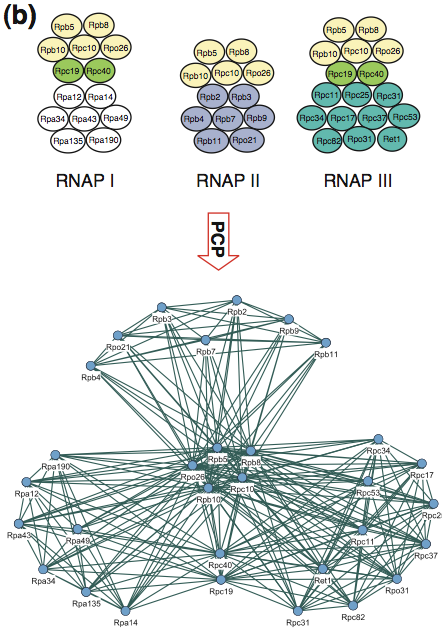 (b)
Rpb5 Rpb8
Rpb10 Rpc10 Rpo26
Rpc19 Rpc40
Rpa12 Rpa14
Rpa34 Rpa43 Rpa49
Rpa135 Rpa190
RNAP I
Rpb5 Rpb8
Rpb10 Rpc10 Rpo26
Rpb2 Rpb3
Rpb4 Rpb7 Rpb9
Rpb11 Rpo21
RNAP II
Rpb5 Rpb8
Rpb10 Rpc10 Rpo26
Rpc19 Rpc40
Rpc11 Rpc25 Rpc31
Rpc34 Rpc17 Rpc37 Rpc53
Rpc82 Rpo31 Ret1
RNAP III
PCP
Rpb2
Rpb3
Rpb9
Rpo21
Rpb7
Rpb11
Rpb4
Rpc34
Rpb5
Rpb8
Rpa190
Rpc17
Rpo26
Rpc10
Rpc53
Rpa12
Rpb10
Rpc2
Rpa43
Rpa49
Rpc11
Rpc37
Rpc40
Rpa34
Ret1
Rpc19
Rpo31
Rpa135
Rpa14
Rpc31
Rpc82